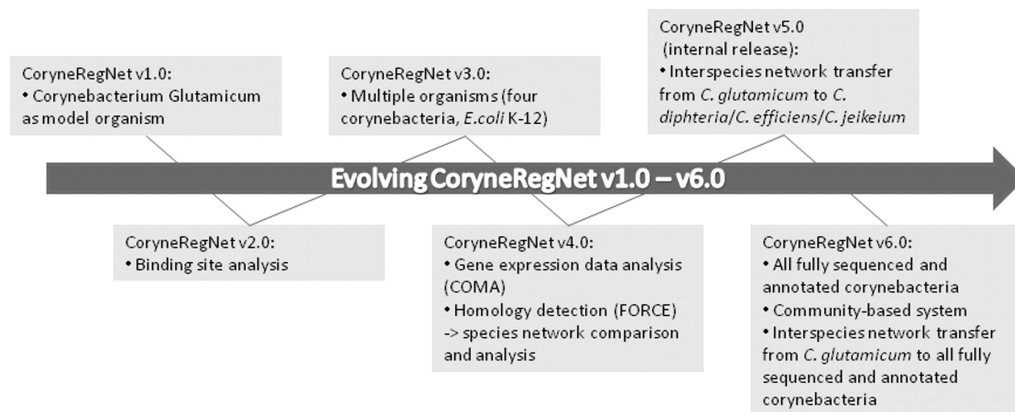 CoryneRegNet v1.0:
• Corynebacterium Glutamicum
as model organism
CoryneRegNet v3.0:
• Multiple organisms (four
corynebacteria, E.coli K-12)
CoryneRegNet v5.0
(internal release):
• Interspecies network transfer
from C. glutamicum to C.
diphteria/C. efficiens/C. jeikeium
Evolving CoryneRegNet v1.0 – v6.0
CoryneRegNet v2.0:
• Binding site analysis
CoryneRegNet v4.0:
• Gene expression data analysis
(COMA)
• Homology detection (FORCE)
-> species network comparison
and analysis
CoryneRegNet v6.0:
• All fully sequenced and
annotated corynebacteria
• Community-based system
• Interspecies network transfer
from C. glutamicum to all fully
sequenced and annotated
corynebacteria